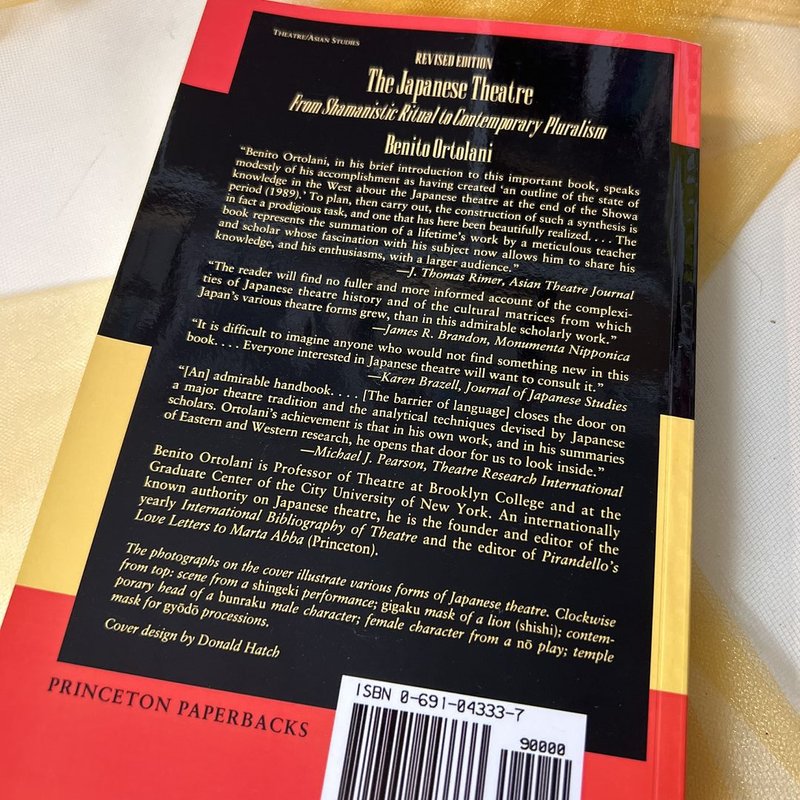 THEATRE/ASIAN STUDIES
REVISED EDITION
The Japanese Theatre
From Shamanistic Ritual to Contemporary Pluralism
Benito Ortolani
“Benito Ortolani, in his brief introduction to this important book, speaks
modestly of his accomplishment as having created ‘an outline of the state of
knowledge in the West about the Japanese theatre at the end of the Showa
period (1989).’ To plan, then carry out, the construction of such a synthesis is
in fact a prodigious task, and one that has here been beautifully realized. . . . The
book represents the summation of a lifetime’s work by a meticulous teacher
and scholar whose fascination with his subject now allows him to share his
knowledge, and his enthusiasms, with a larger audience.”
—J. Thomas Rimer, Asian Theatre Journal
“The reader will find no fuller and more informed account of the complexi-
ties of Japanese theatre history and of the cultural matrices from which
Japan’s various theatre forms grew, than in this admirable scholarly work.”
—James R. Brandon, Monumenta Nipponica
“It is difficult to imagine anyone who would not find something new in this
book. . . . Everyone interested in Japanese theatre will want to consult it.”
—Karen Brazell, Journal of Japanese Studies
“[An] admirable handbook. . . . [The barrier of language] closes the door on
a major theatre tradition and the analytical techniques devised by Japanese
scholars. Ortolani’s achievement is that in his own work, and in his summaries
of Eastern and Western research, he opens that door for us to look inside.”
—Michael J. Pearson, Theatre Research International
Benito Ortolani is Professor of Theatre at Brooklyn College and at the
Graduate Center of the City University of New York. An internationally
known authority on Japanese theatre, he is the founder and editor of the
yearly International Bibliography of Theatre and the editor of Pirandello’s
Love Letters to Marta Abba (Princeton).
The photographs on the cover illustrate various forms of Japanese theatre. Clockwise
from top: scene from a shingeki performance; gigaku mask of a lion (shishi); contem-
porary head of a bunraku male character; female character from a nō play; temple
mask for gyōdō processions.
Cover design by Donald Hatch
PRINCETON PAPERBACKS
ISBN 0-691-04333-7
90000